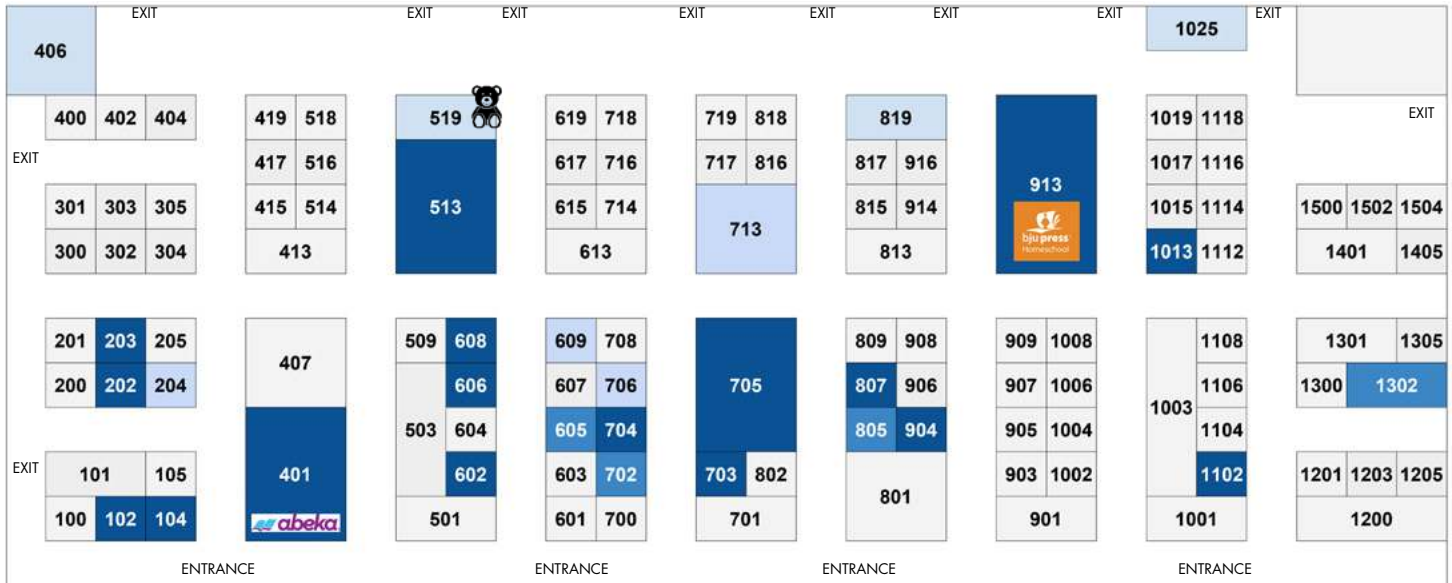 EXIT EXIT EXIT EXIT EXIT EXIT EXIT EXIT
406 1025
400 402 404 419 518 519 619 718 719 818 819 1019 1118 EXIT
EXIT 417 516 617 716 717 816 817 916 1017 1116
301 303 305 415 514 513 615 714 713 815 914 913 1015 1114 1500 1502 1504
bju press
Homeschool
300 302 304 413 613 813 1013 1112 1401 1405
201 203 205 407 509 608 609 708 705 809 908 909 1008 1108 1301 1305
200 202 204 606 607 706 807 906 907 1006 1106 1300 1302
503 604 605 704 805 904 905 1004 1003 1104
EXIT 101 105 401 602 603 702 703 802 801 903 1002 1102 1201 1203 1205
100 102 104 abeka 501 601 700 701 901 1001 1200
ENTRANCE ENTRANCE ENTRANCE ENTRANCE